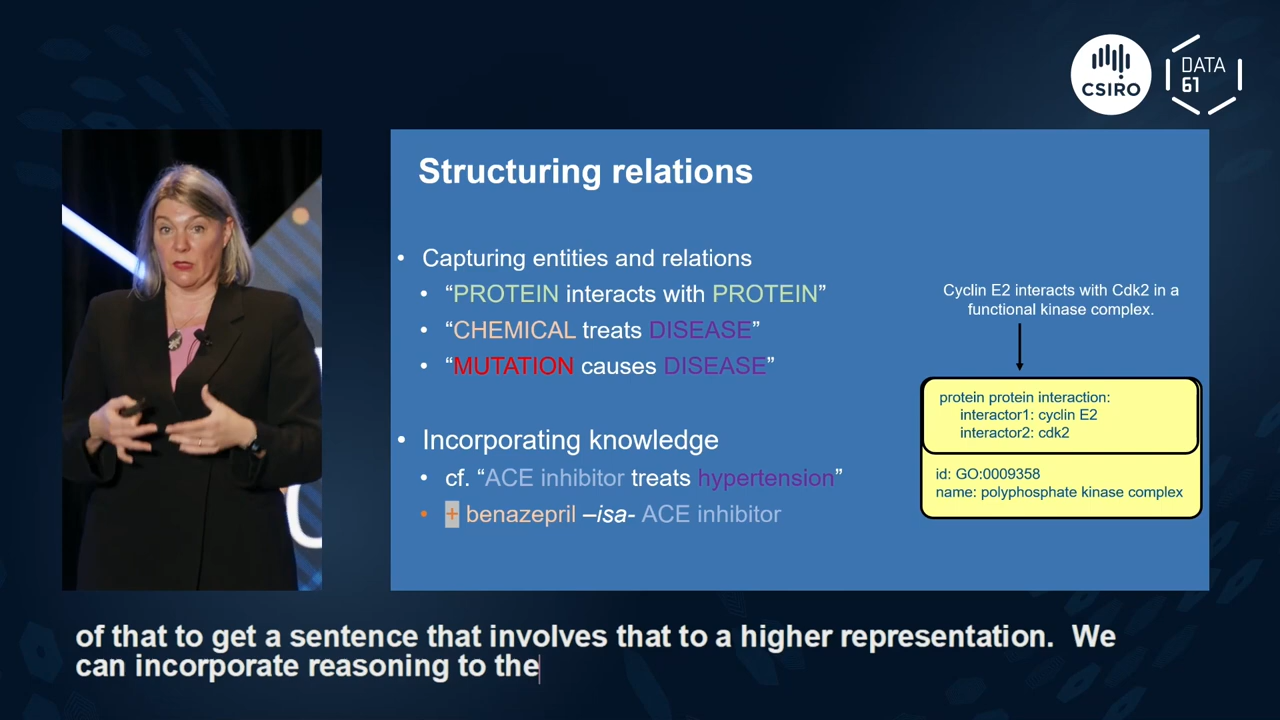 CSIRO
DATA
61
Structuring relations
• Capturing entities and relations
• “PROTEIN interacts with PROTEIN”
• “CHEMICAL treats DISEASE”
• “MUTATION causes DISEASE”
• Incorporating knowledge
• cf. “ACE inhibitor treats hypertension”
• + benazepril –isa- ACE inhibitor
Cyclin E2 interacts with Cdk2 in a
functional kinase complex.
protein protein interaction:
interactor1: cyclin E2
interactor2: cdk2
id: GO:0009358
name: polyphosphate kinase complex
of that to get a sentence that involves that to a higher representation.  We
can incorporate reasoning to the